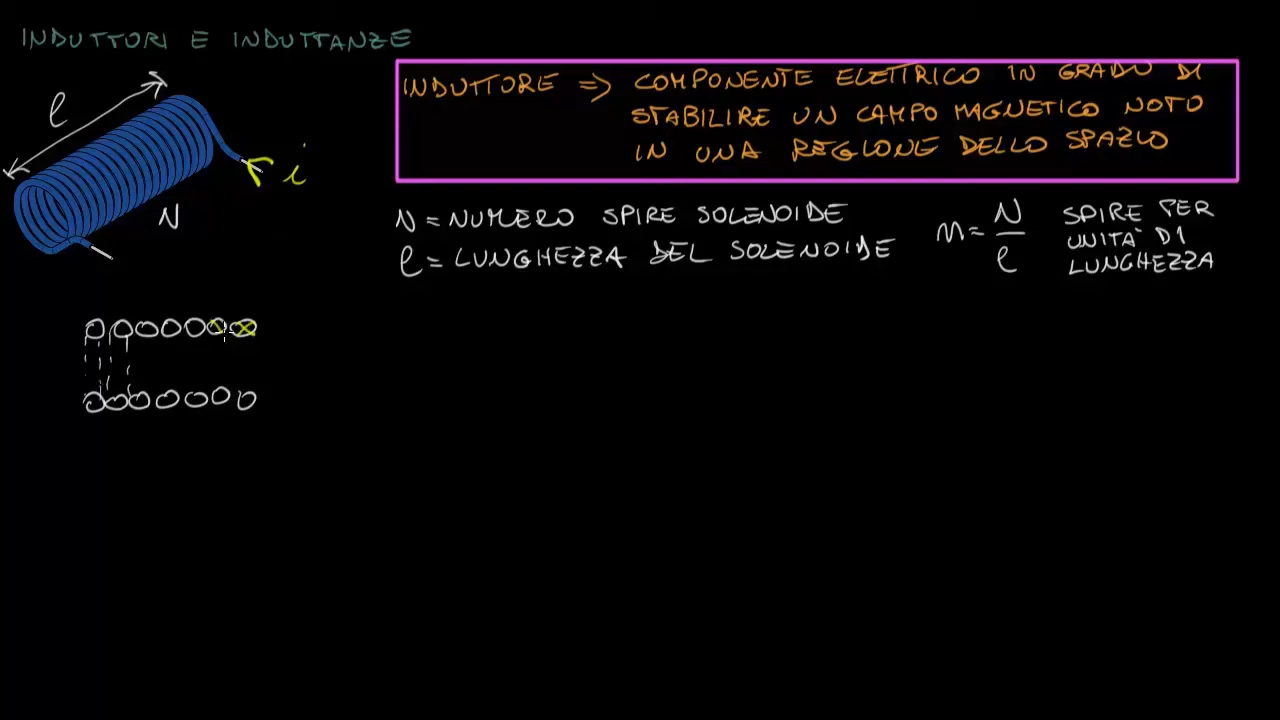 INDUTTORI E INDUTTANZE
l
i
N
INDUTTORE => COMPONENTE ELETTRICO IN GRADO DI
STABILIRE UN CAMPO MAGNETICO NOTO
IN UNA REGIONE DELLO SPAZIO
N = NUMERO SPIRE SOLENOIDE
l = LUNGHEZZA DEL SOLENOIDE
n = N / l
SPIRE PER
UNITÀ DI
LUNGHEZZA